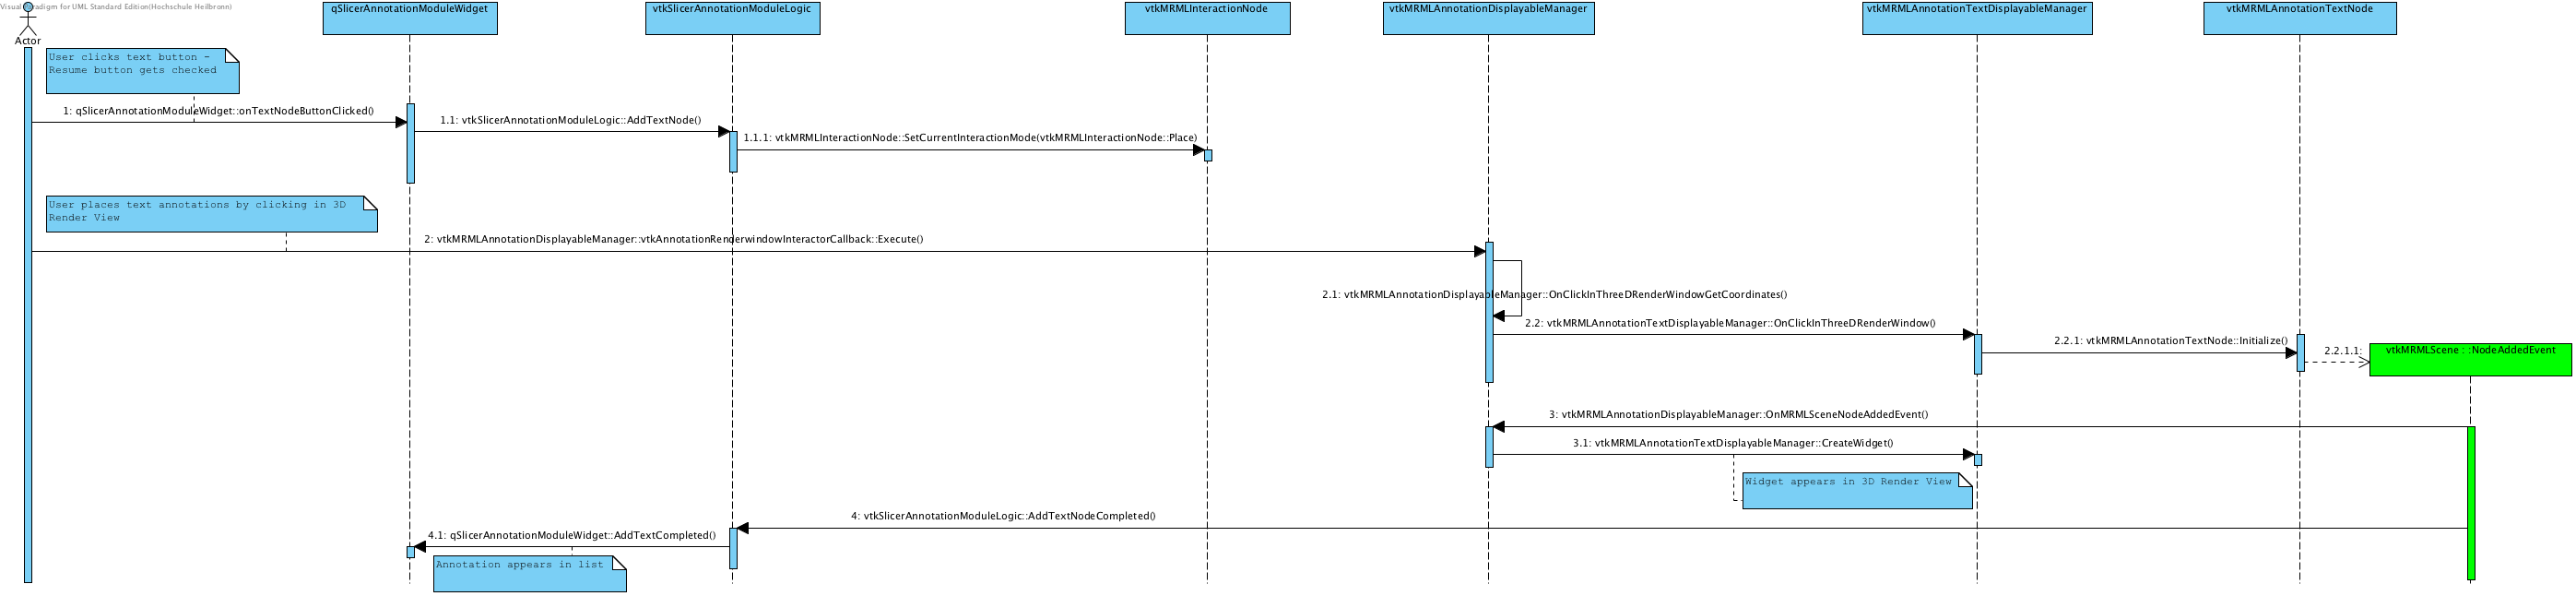 Visual Paradigm for UML Standard Edition(Hochschule Heilbronn)
Actor
qSlicerAnnotationModuleWidget
vtkSlicerAnnotationModuleLogic
vtkMRMLInteractionNode
vtkMRMLAnnotationDisplayableManager
vtkMRMLAnnotationTextDisplayableManager
vtkMRMLAnnotationTextNode
User clicks text button -
Resume button gets checked
1: qSlicerAnnotationModuleWidget::onTextNodeButtonClicked()
1.1: vtkSlicerAnnotationModuleLogic::AddTextNode()
1.1.1: vtkMRMLInteractionNode::SetCurrentInteractionMode(vtkMRMLInteractionNode::Place)
User places text annotations by clicking in 3D
Render View
2: vtkMRMLAnnotationDisplayableManager::vtkAnnotationRenderwindowInteractorCallback::Execute()
2.1: vtkMRMLAnnotationDisplayableManager::OnClickInThreeDRenderWindowGetCoordinates()
2.2: vtkMRMLAnnotationTextDisplayableManager::OnClickInThreeDRenderWindow()
2.2.1: vtkMRMLAnnotationTextNode::Initialize()
2.2.1.1:
vtkMRMLScene : :NodeAddedEvent
3: vtkMRMLAnnotationDisplayableManager::OnMRMLSceneNodeAddedEvent()
3.1: vtkMRMLAnnotationTextDisplayableManager::CreateWidget()
Widget appears in 3D Render View
4: vtkSlicerAnnotationModuleLogic::AddTextNodeCompleted()
4.1: qSlicerAnnotationModuleWidget::AddTextCompleted()
Annotation appears in list